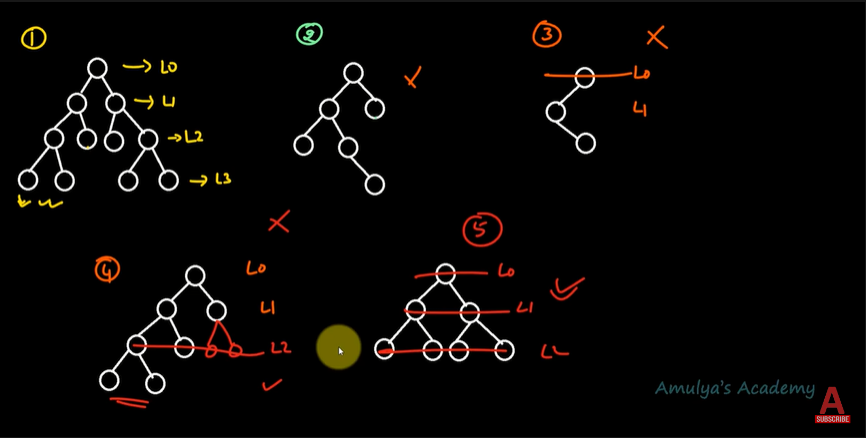 1
2
3
L0
L0
L1
L1
L2
L3
4
5
L0
L0
L1
L1
L2
L2
Amulya's Academy
A
SUBSCRIBE